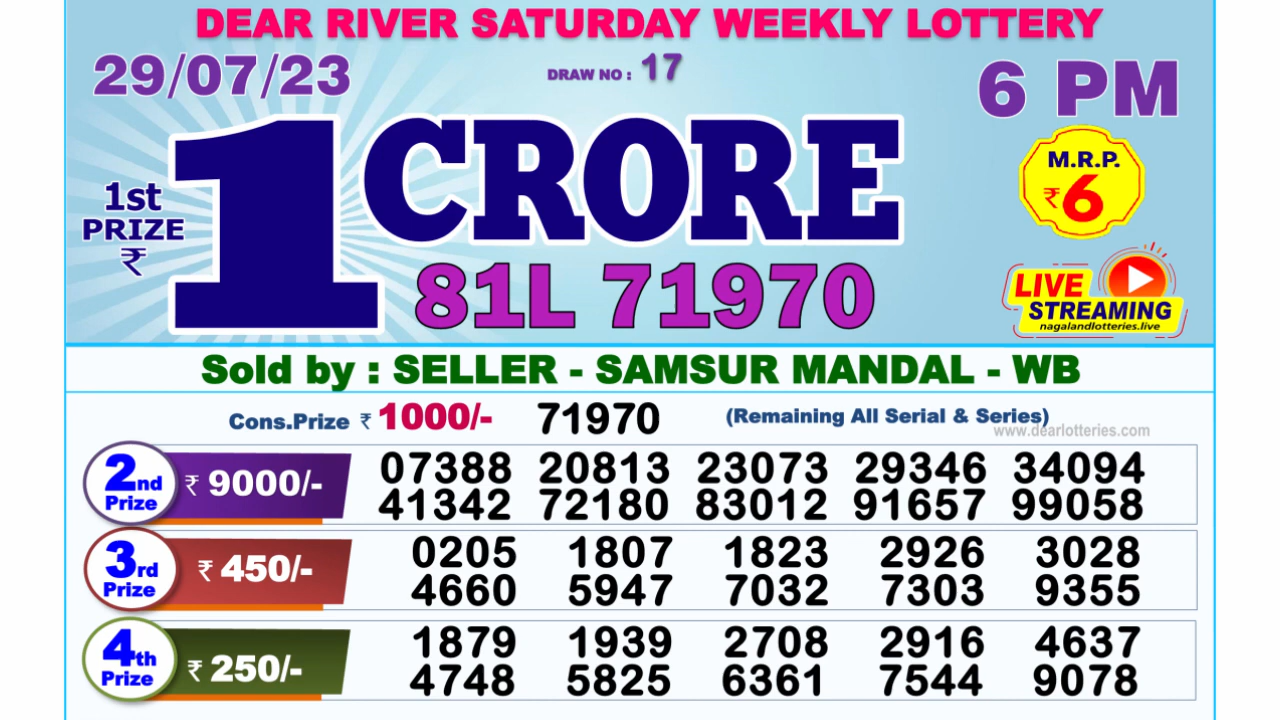 DEAR RIVER SATURDAY WEEKLY LOTTERY
29/07/23 DRAW NO : 17 6 PM
1st PRIZE ₹ 1 CRORE
M.R.P. ₹6
81L 71970
LIVE STREAMING
nagalandlotteries.live
Sold by : SELLER - SAMSUR MANDAL - WB
Cons.Prize ₹ 1000/- 71970 (Remaining All Serial & Series)
www.dearlotteries.com
2nd Prize ₹ 9000/-
07388 20813 23073 29346 34094
41342 72180 83012 91657 99058
3rd Prize ₹ 450/-
0205 1807 1823 2926 3028
4660 5947 7032 7303 9355
4th Prize ₹ 250/-
1879 1939 2708 2916 4637
4748 5825 6361 7544 9078